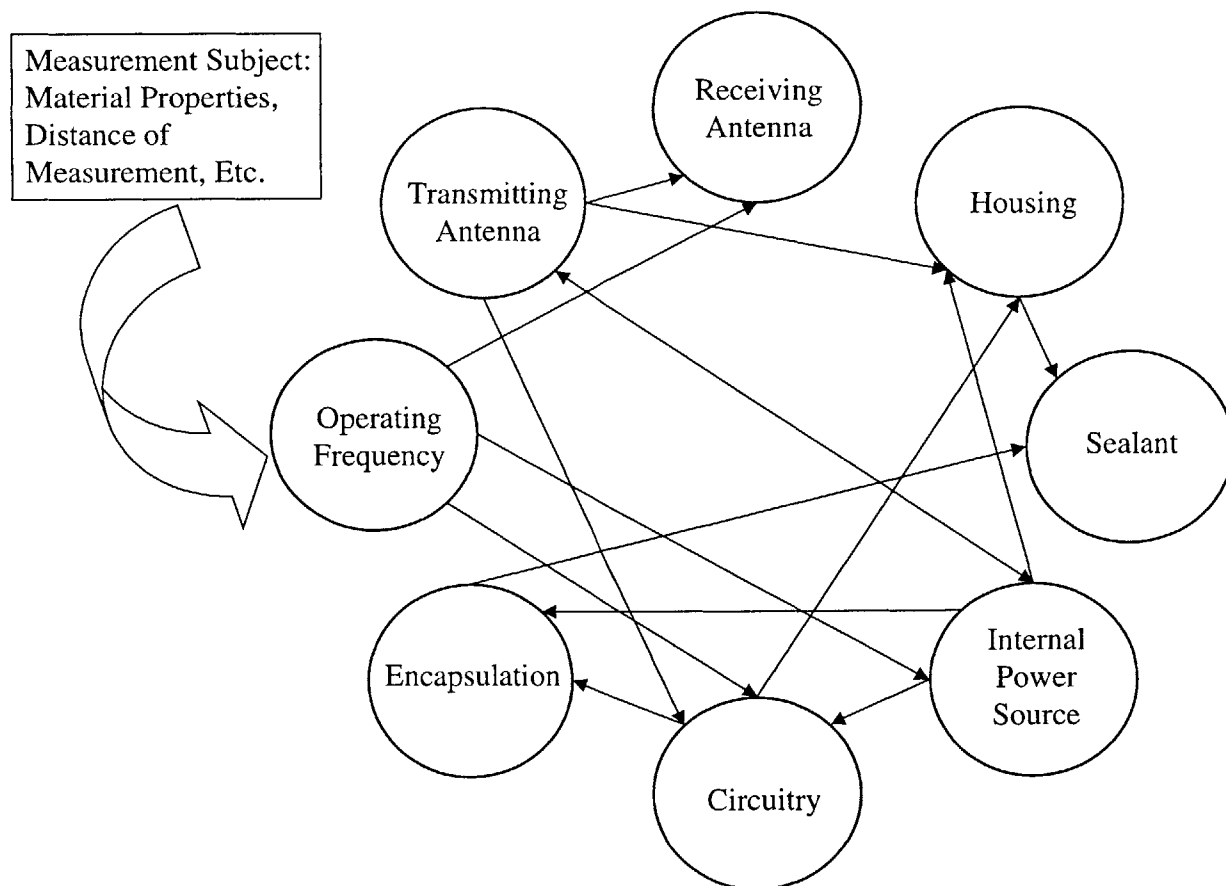 Measurement Subject:
Material Properties,
Distance of
Measurement, Etc.
Receiving
Antenna
Transmitting
Antenna
Housing
Operating
Frequency
Sealant
Encapsulation
Internal
Power
Source
Circuitry